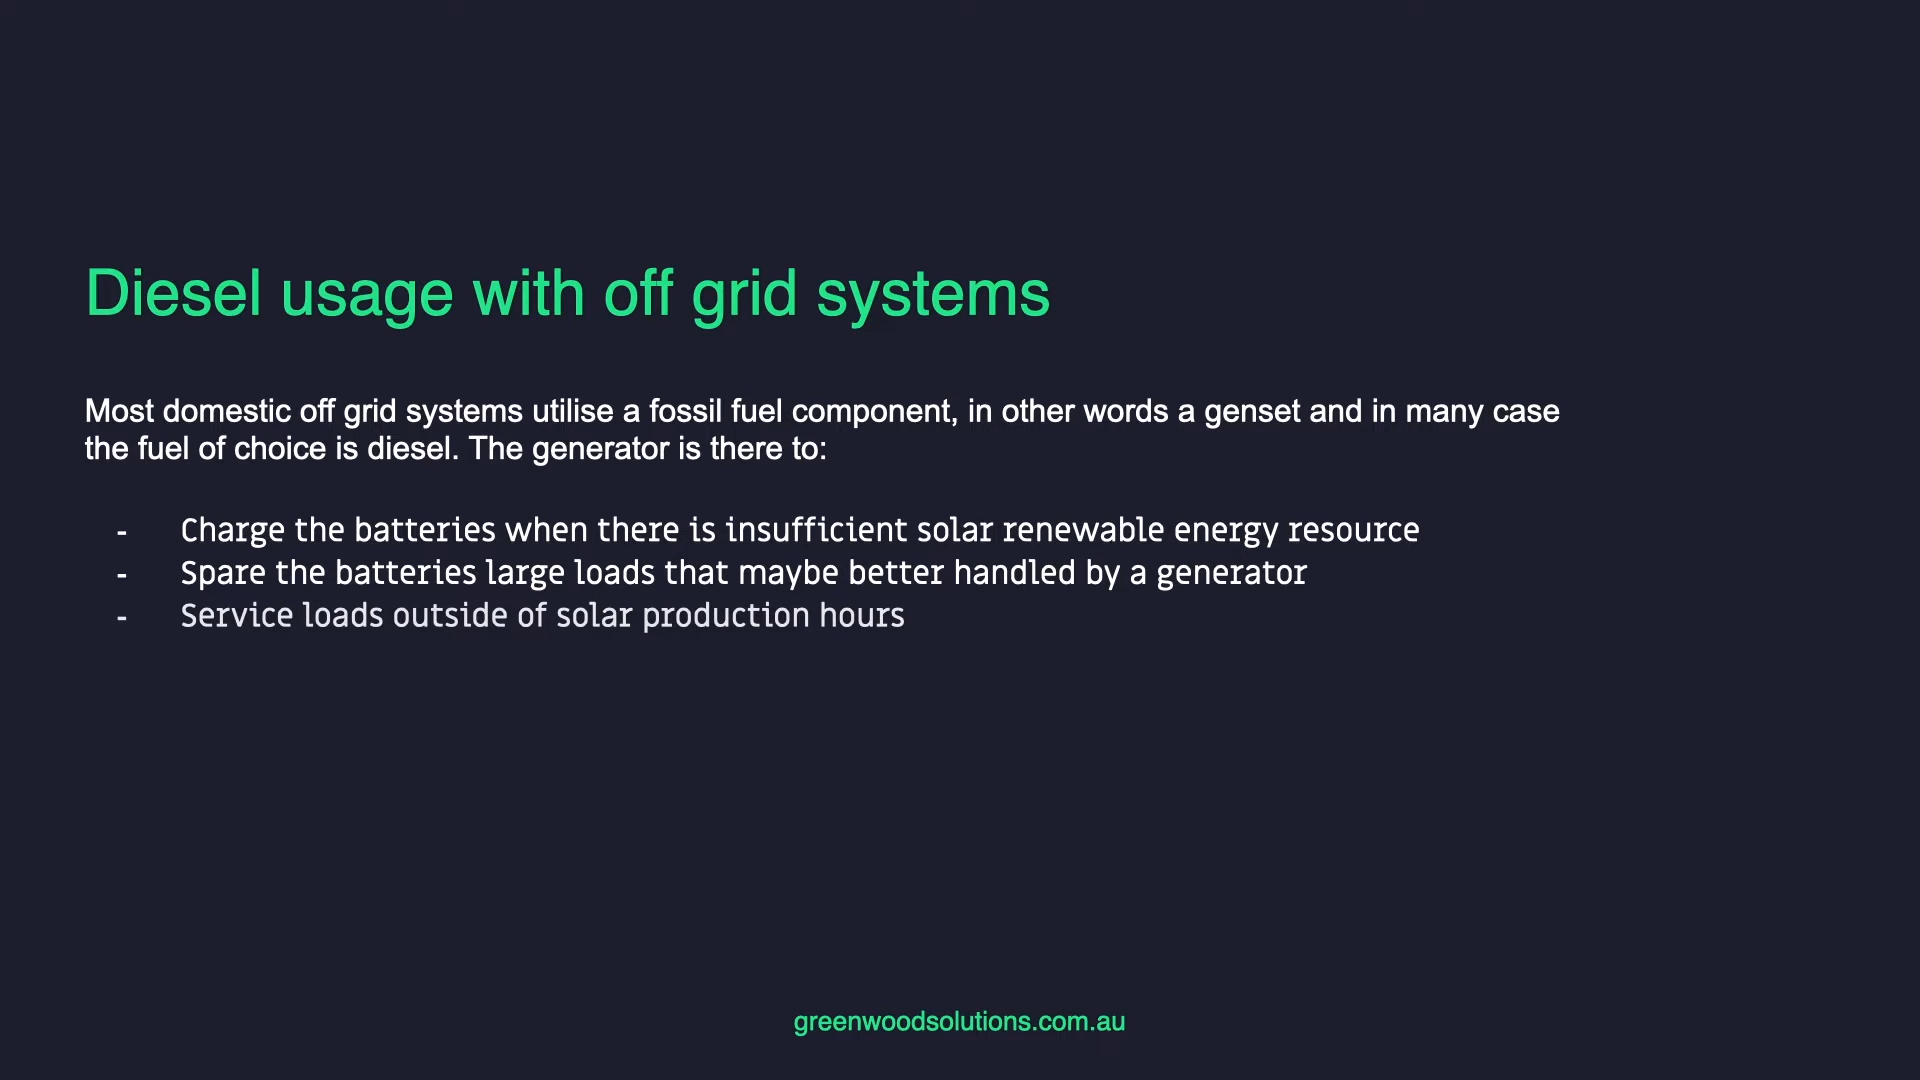 Diesel usage with off grid systems
Most domestic off grid systems utilise a fossil fuel component, in other words a genset and in many case
the fuel of choice is diesel. The generator is there to:
- Charge the batteries when there is insufficient solar renewable energy resource
- Spare the batteries large loads that maybe better handled by a generator
- Service loads outside of solar production hours
greenwoodsolutions.com.au